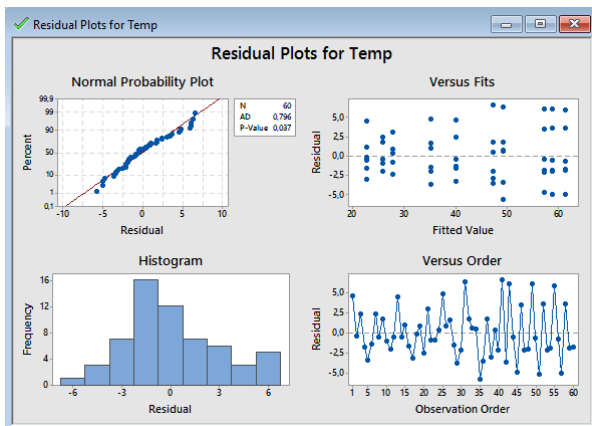 Residual Plots for Temp
Residual Plots for Temp
Normal Probability Plot
99,9
99
90
50
10
1
0,1
Percent
-10 -5 0 5 10
Residual
N 60
AD 0,796
P-Value 0,037
Versus Fits
5,0
2,5
0,0
-2,5
-5,0
Residual
20 30 40 50 60
Fitted Value
Histogram
16
12
8
4
0
Frequency
-6 -3 0 3 6
Residual
Versus Order
5,0
2,5
0,0
-2,5
-5,0
Residual
1 5 10 15 20 25 30 35 40 45 50 55 60
Observation Order